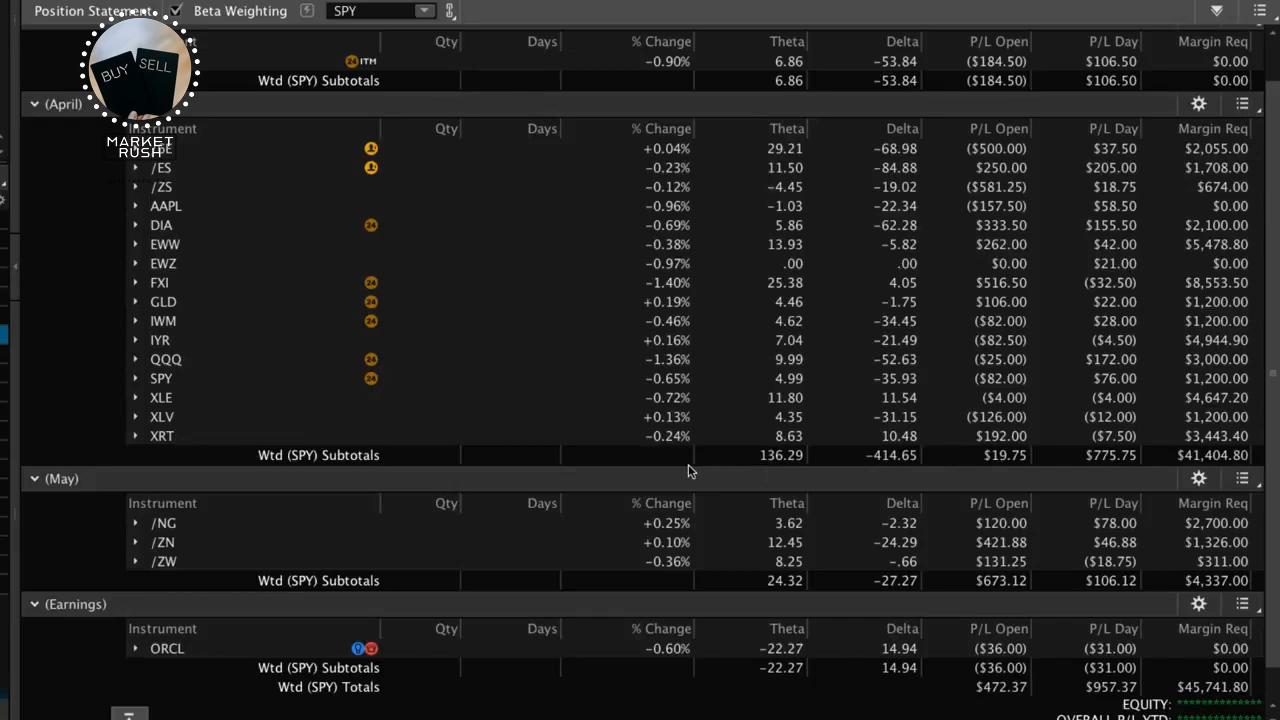 Position Statement Beta Weighting SPY
Qty Days % Change Theta Delta P/L Open P/L Day Margin Req
24 ITM -0.90% 6.86 -53.84 ($184.50) $106.50 $0.00
Wtd (SPY) Subtotals 6.86 -53.84 ($184.50) $106.50 $0.00
BUY SELL
(April)
Instrument Qty Days % Change Theta Delta P/L Open P/L Day Margin Req
MARKET RUSH
+0.04% 29.21 -68.98 ($500.00) $37.50 $2,055.00
/ES -0.23% 11.50 -84.88 $250.00 $205.00 $1,708.00
/ZS -0.12% -4.45 -19.02 ($581.25) $18.75 $674.00
AAPL -0.96% -1.03 -22.34 ($157.50) $58.50 $0.00
DIA 24 -0.69% 5.86 -62.28 $333.50 $155.50 $2,100.00
EWW -0.38% 13.93 -5.82 $262.00 $42.00 $5,478.80
EWZ -0.97% .00 .00 $0.00 $21.00 $0.00
FXI 24 -1.40% 25.38 4.05 $516.50 ($32.50) $8,553.50
GLD 24 +0.19% 4.46 -1.75 $106.00 $22.00 $1,200.00
IWM 24 -0.46% 4.62 -34.45 ($82.00) $28.00 $1,200.00
IYR +0.16% 7.04 -21.49 ($82.50) ($4.50) $4,944.90
QQQ 24 -1.36% 9.99 -52.63 ($25.00) $172.00 $3,000.00
SPY 24 -0.65% 4.99 -35.93 ($82.00) $76.00 $1,200.00
XLE -0.72% 11.80 11.54 ($4.00) ($4.00) $4,647.20
XLV +0.13% 4.35 -31.15 ($126.00) ($12.00) $1,200.00
XRT -0.24% 8.63 10.48 $192.00 ($7.50) $3,443.40
Wtd (SPY) Subtotals 136.29 -414.65 $19.75 $775.75 $41,404.80
(May)
Instrument Qty Days % Change Theta Delta P/L Open P/L Day Margin Req
/NG +0.25% 3.62 -2.32 $120.00 $78.00 $2,700.00
/ZN +0.10% 12.45 -24.29 $421.88 $46.88 $1,326.00
/ZW -0.36% 8.25 -.66 $131.25 ($18.75) $311.00
Wtd (SPY) Subtotals 24.32 -27.27 $673.12 $106.12 $4,337.00
(Earnings)
Instrument Qty Days % Change Theta Delta P/L Open P/L Day Margin Req
ORCL -0.60% -22.27 14.94 ($36.00) ($31.00) $0.00
Wtd (SPY) Subtotals -22.27 14.94 ($36.00) ($31.00) $0.00
Wtd (SPY) Totals $472.37 $957.37 $45,741.80
EQUITY: **************
OVERALL P/L YTD: